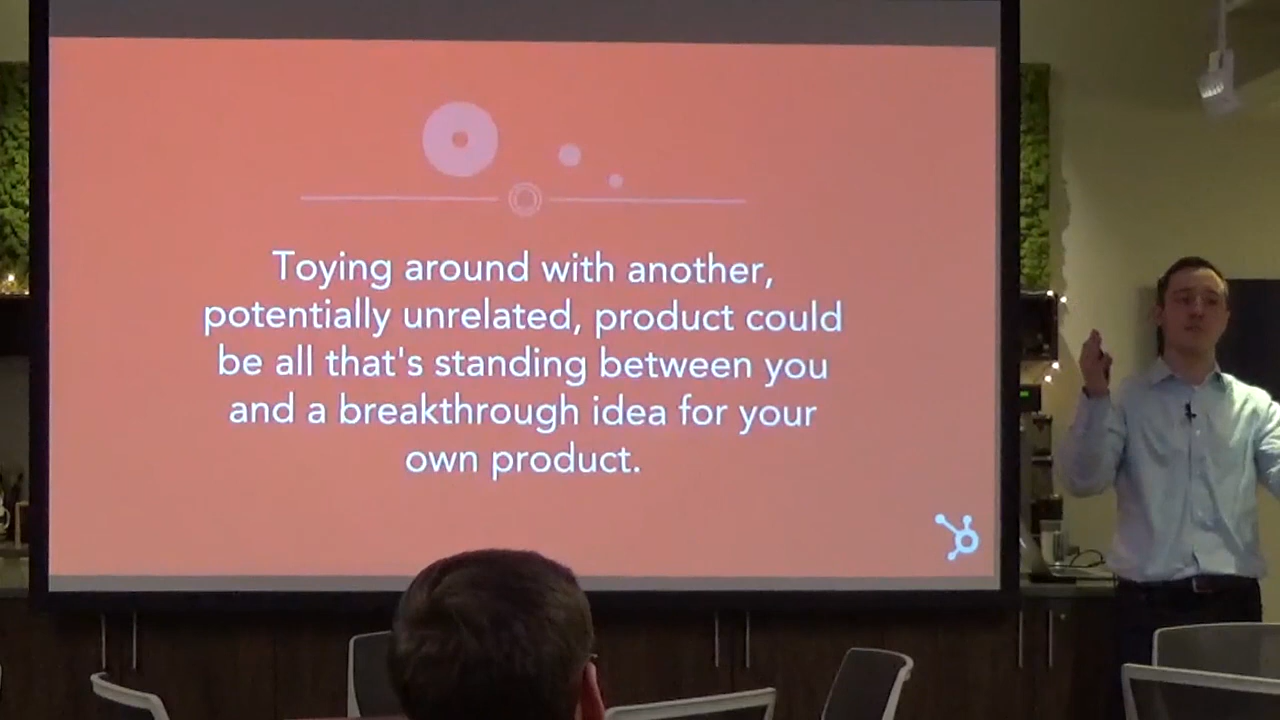 Toying around with another,
potentially unrelated, product could
be all that's standing between you
and a breakthrough idea for your
own product.